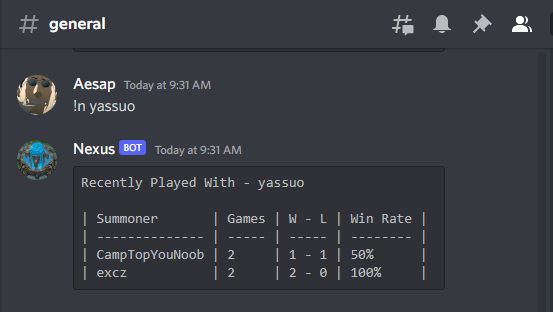 # general
Aesap Today at 9:31 AM
!n yassuo
Nexus BOT Today at 9:31 AM
Recently Played With - yassuo
| Summoner | Games | W - L | Win Rate |
| -------------- | ----- | ----- | -------- |
| CampTopYouNoob | 2 | 1 - 1 | 50% |
| excz | 2 | 2 - 0 | 100% |